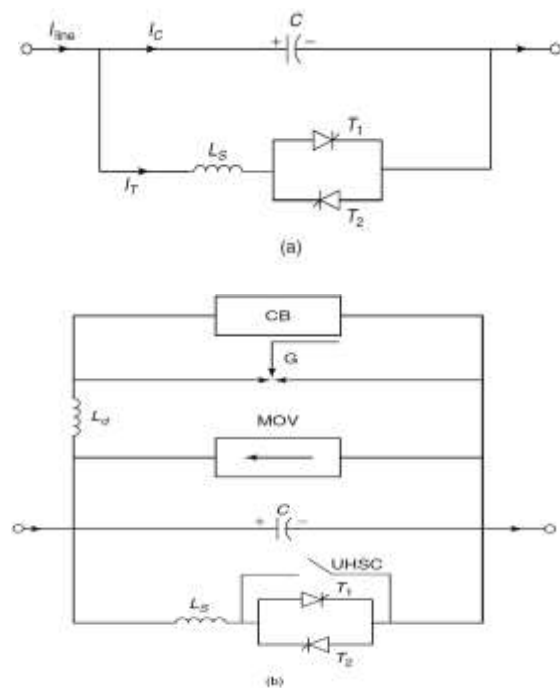 I_line I_C C
+ −
T_1
L_S
I_T
T_2
(a)
CB
G
L_d
MOV
C
+ −
UHSC
T_1
L_S
T_2
(b)